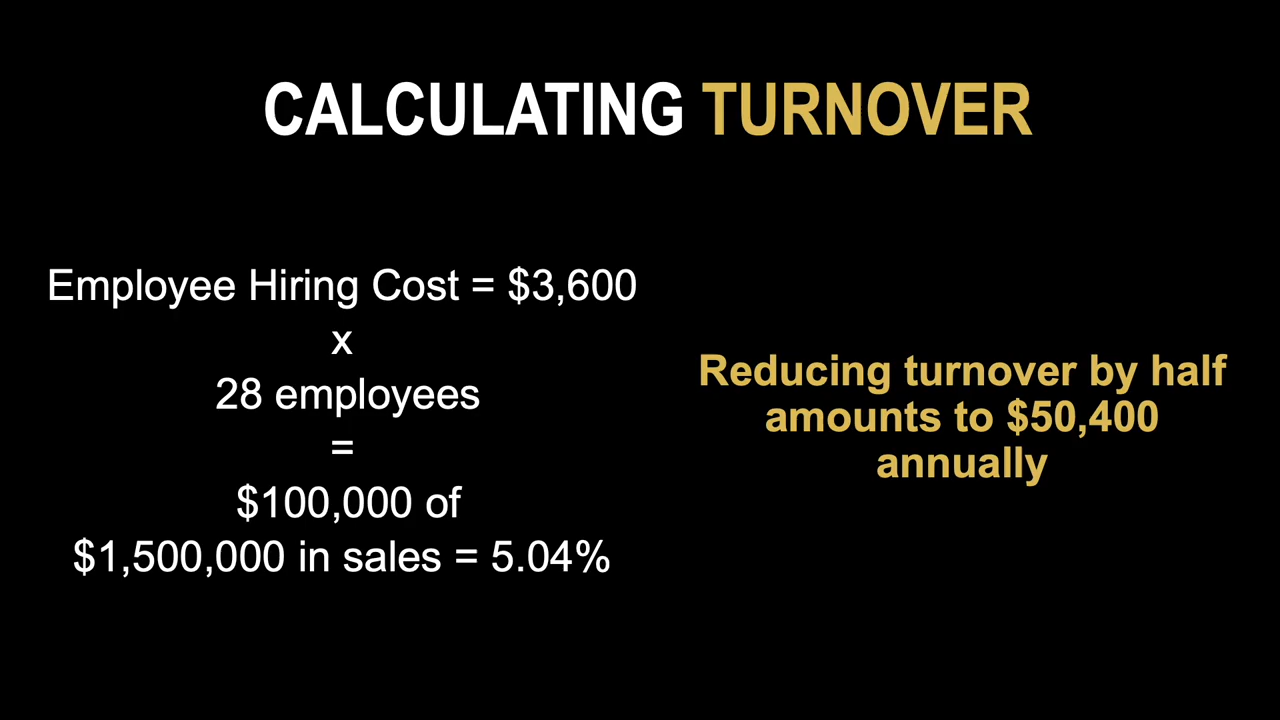 CALCULATING TURNOVER
Employee Hiring Cost = $3,600
x
28 employees
=
$100,000 of
$1,500,000 in sales = 5.04%
Reducing turnover by half
amounts to $50,400
annually